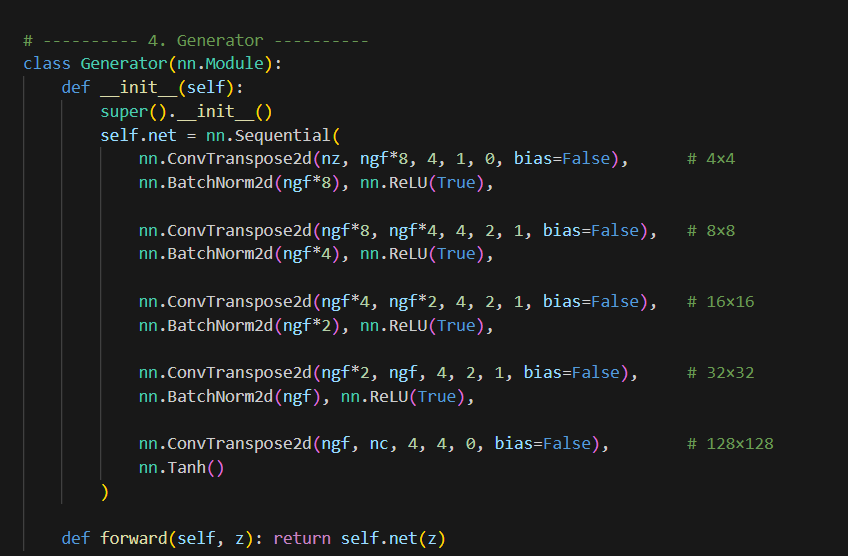 # ---------- 4. Generator ----------
class Generator(nn.Module):
    def __init__(self):
        super().__init__()
        self.net = nn.Sequential(
            nn.ConvTranspose2d(nz, ngf*8, 4, 1, 0, bias=False),      # 4×4
            nn.BatchNorm2d(ngf*8), nn.ReLU(True),

            nn.ConvTranspose2d(ngf*8, ngf*4, 4, 2, 1, bias=False),   # 8×8
            nn.BatchNorm2d(ngf*4), nn.ReLU(True),

            nn.ConvTranspose2d(ngf*4, ngf*2, 4, 2, 1, bias=False),   # 16×16
            nn.BatchNorm2d(ngf*2), nn.ReLU(True),

            nn.ConvTranspose2d(ngf*2, ngf, 4, 2, 1, bias=False),     # 32×32
            nn.BatchNorm2d(ngf), nn.ReLU(True),

            nn.ConvTranspose2d(ngf, nc, 4, 4, 0, bias=False),        # 128×128
            nn.Tanh()
        )

    def forward(self, z): return self.net(z)